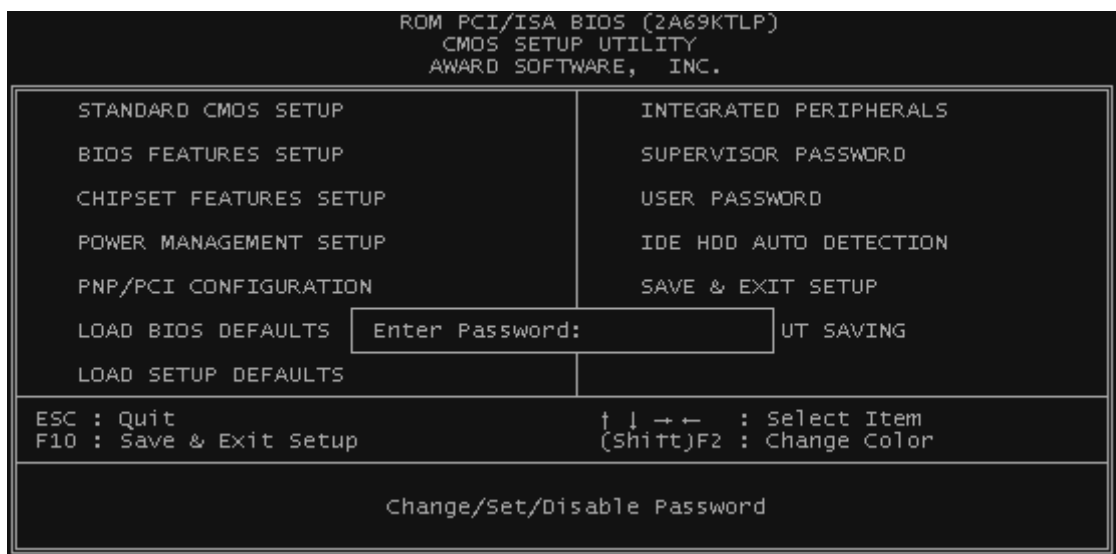 ROM PCI/ISA BIOS (2A69KTLP)
CMOS SETUP UTILITY
AWARD SOFTWARE, INC.
STANDARD CMOS SETUP
BIOS FEATURES SETUP
CHIPSET FEATURES SETUP
POWER MANAGEMENT SETUP
PNP/PCI CONFIGURATION
LOAD BIOS DEFAULTS
LOAD SETUP DEFAULTS
INTEGRATED PERIPHERALS
SUPERVISOR PASSWORD
USER PASSWORD
IDE HDD AUTO DETECTION
SAVE & EXIT SETUP
UT SAVING
Enter Password:
ESC : Quit
F10 : Save & Exit Setup
↑ ↓ → ← : Select Item
(Shift)F2 : Change Color
Change/Set/Disable Password